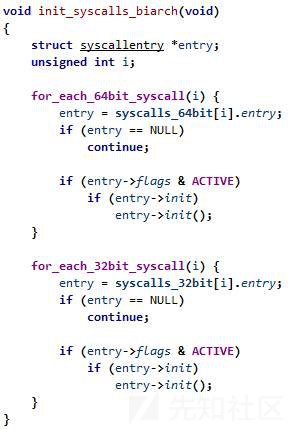 void init_syscalls_biarch(void)
{
    struct syscallentry *entry;
    unsigned int i;

    for_each_64bit_syscall(i) {
        entry = syscalls_64bit[i].entry;
        if (entry == NULL)
            continue;

        if (entry->flags & ACTIVE)
            if (entry->init)
                entry->init();
    }

    for_each_32bit_syscall(i) {
        entry = syscalls_32bit[i].entry;
        if (entry == NULL)
            continue;

        if (entry->flags & ACTIVE)
            if (entry->init)
                entry->init();
    }
}
先知社区